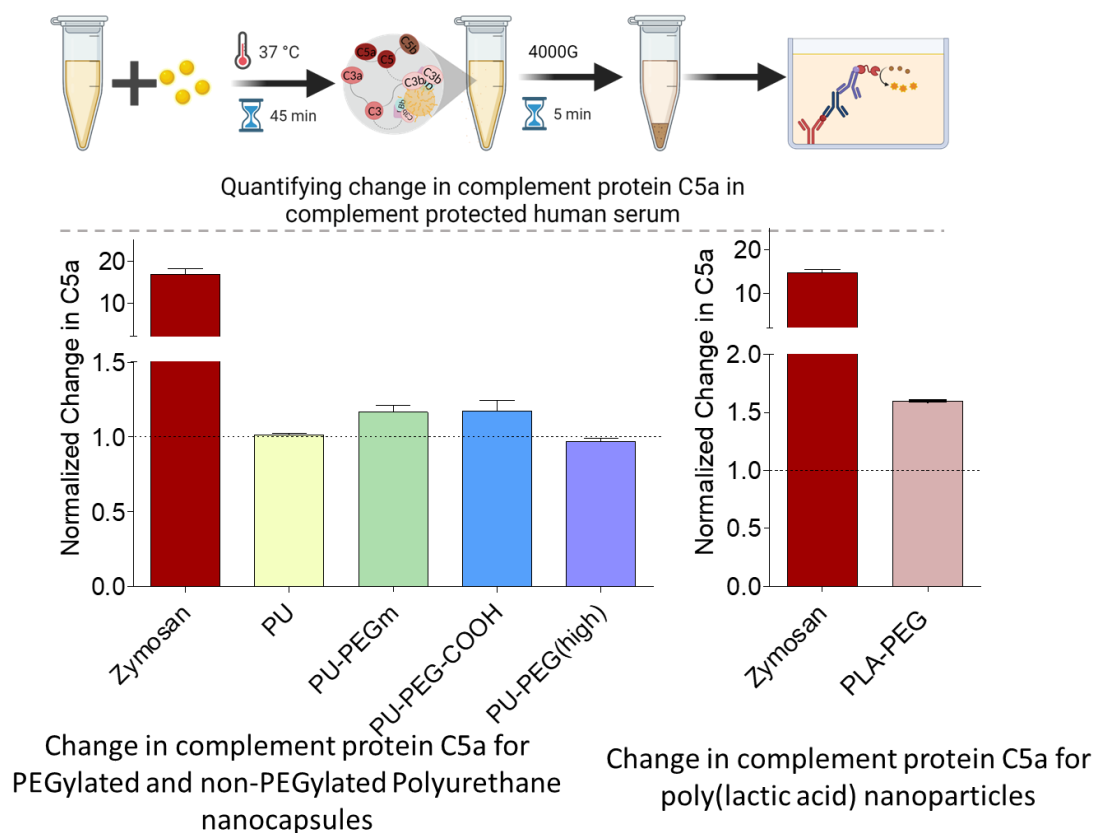 37 °C
45 min
C5a
C5
C5b
C3a
C3b
C3b
C3
Bb
4000G
5 min
Quantifying change in complement protein C5a in
complement protected human serum
Normalized Change in C5a
20
10
1.5
1.0
0.5
0.0
Zymosan
PU
PU-PEGm
PU-PEG-COOH
PU-PEG(high)
Normalized Change in C5a
20
10
2.0
1.5
1.0
0.5
0.0
Zymosan
PLA-PEG
Change in complement protein C5a for
PEGylated and non-PEGylated Polyurethane
nanocapsules
Change in complement protein C5a for
poly(lactic acid) nanoparticles